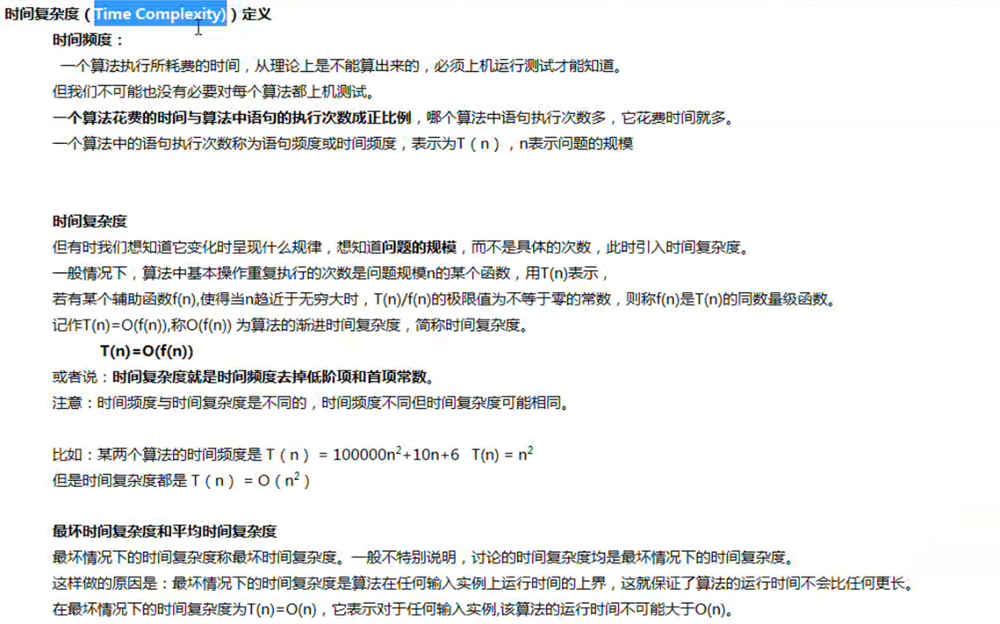 时间复杂度（Time Complexity)）定义
时间频度：
一个算法执行所耗费的时间，从理论上是不能算出来的，必须上机运行测试才能知道。
但我们不可能也没有必要对每个算法都上机测试。
一个算法花费的时间与算法中语句的执行次数成正比例，哪个算法中语句执行次数多，它花费时间就多。
一个算法中的语句执行次数称为语句频度或时间频度，表示为T（n），n表示问题的规模
时间复杂度
但有时我们想知道它变化时呈现什么规律，想知道问题的规模，而不是具体的次数，此时引入时间复杂度。
一般情况下，算法中基本操作重复执行的次数是问题规模n的某个函数，用T(n)表示，
若有某个辅助函数f(n),使得当n趋近于无穷大时，T(n)/f(n)的极限值为不等于零的常数，则称f(n)是T(n)的同数量级函数。
记作T(n)=O(f(n)),称O(f(n)) 为算法的渐进时间复杂度，简称时间复杂度。
T(n)=O(f(n))
或者说：时间复杂度就是时间频度去掉低阶项和首项常数。
注意：时间频度与时间复杂度是不同的，时间频度不同但时间复杂度可能相同。
比如：某两个算法的时间频度是 T（n） = 100000n²+10n+6 T(n) = n²
但是时间复杂度都是 T（n） = O（n²）
最坏时间复杂度和平均时间复杂度
最坏情况下的时间复杂度称最坏时间复杂度。一般不特别说明，讨论的时间复杂度均是最坏情况下的时间复杂度。
这样做的原因是：最坏情况下的时间复杂度是算法在任何输入实例上运行时间的上界，这就保证了算法的运行时间不会比任何更长。
在最坏情况下的时间复杂度为T(n)=O(n)，它表示对于任何输入实例,该算法的运行时间不可能大于O(n)。